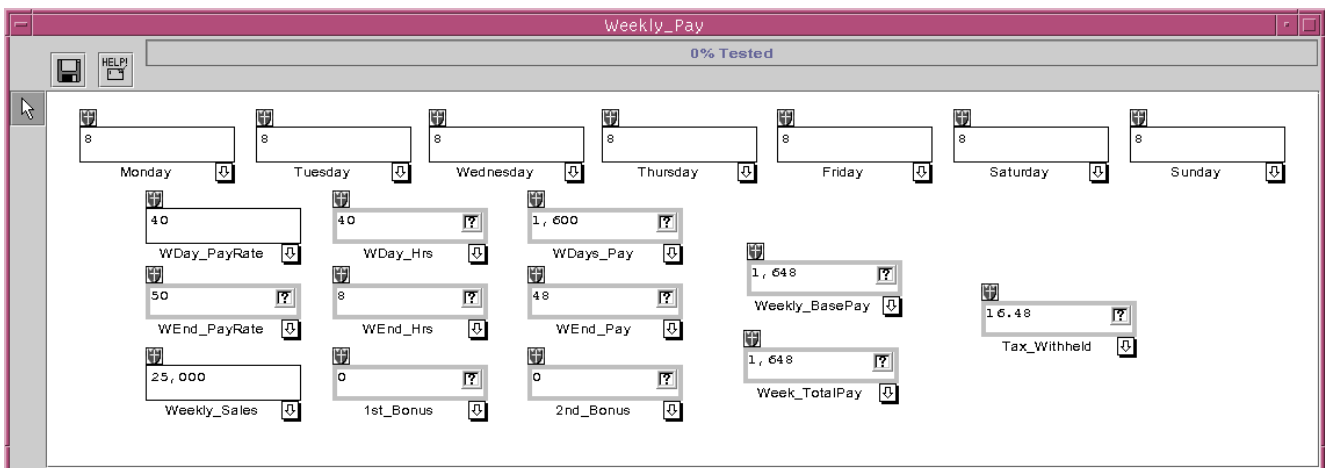 Weekly_Pay
0% Tested
HELP!
8 8 8 8 8 8 8
Monday Tuesday Wednesday Thursday Friday Saturday Sunday
40 40 ? 1,600 ?
WDay_PayRate WDay_Hrs WDays_Pay
1,648 ?
Weekly_BasePay
50 ? 8 ? 48 ?
WEnd_PayRate WEnd_Hrs WEnd_Pay
16.48 ?
Tax_Withheld
1,648 ?
Week_TotalPay
25,000 0 ? 0 ?
Weekly_Sales 1st_Bonus 2nd_Bonus